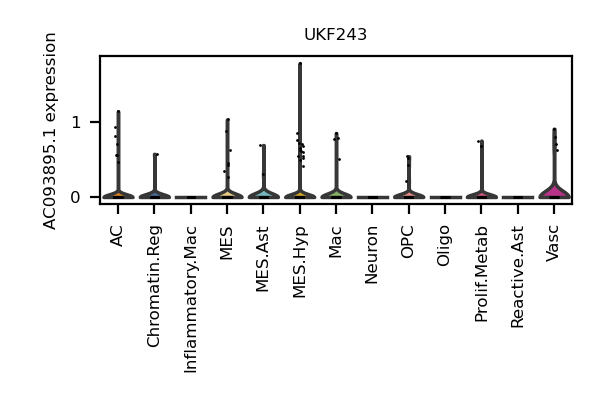 UKF243
AC093895.1 expression
1
0
AC
Chromatin.Reg
Inflammatory.Mac
MES
MES.Ast
MES.Hyp
Mac
Neuron
OPC
Oligo
Prolif.Metab
Reactive.Ast
Vasc